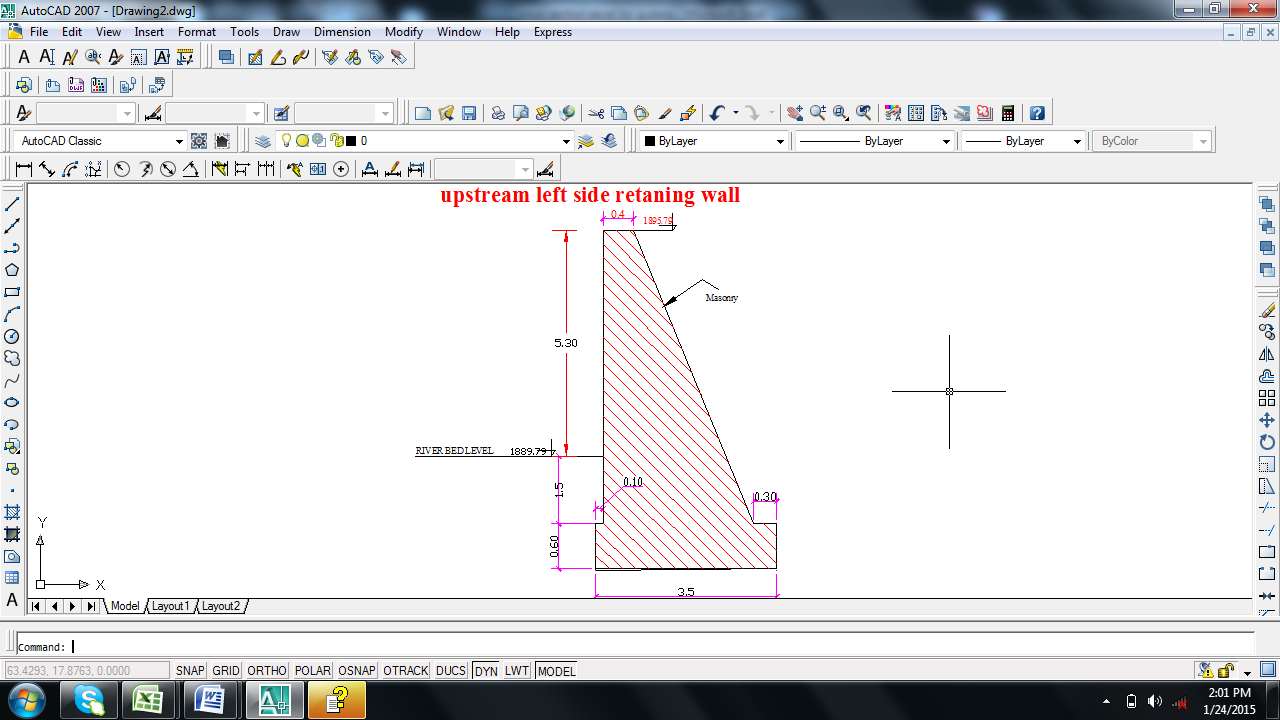 AutoCAD 2007 - [Drawing2.dwg]
File Edit View Insert Format Tools Draw Dimension Modify Window Help Express
AutoCAD Classic 0 ByLayer ByLayer ByLayer ByColor
upstream left side retaning wall
0.4 1895.79
Masonry
5.30
RIVER BED LEVEL 1889.79
1.5 0.10
0.30
0.60
3.5
Y
X
Model Layout1 Layout2
Command:
63.4293, 17.8763, 0.0000 SNAP GRID ORTHO POLAR OSNAP OTRACK DUCS DYN LWT MODEL
2:01 PM
1/24/2015